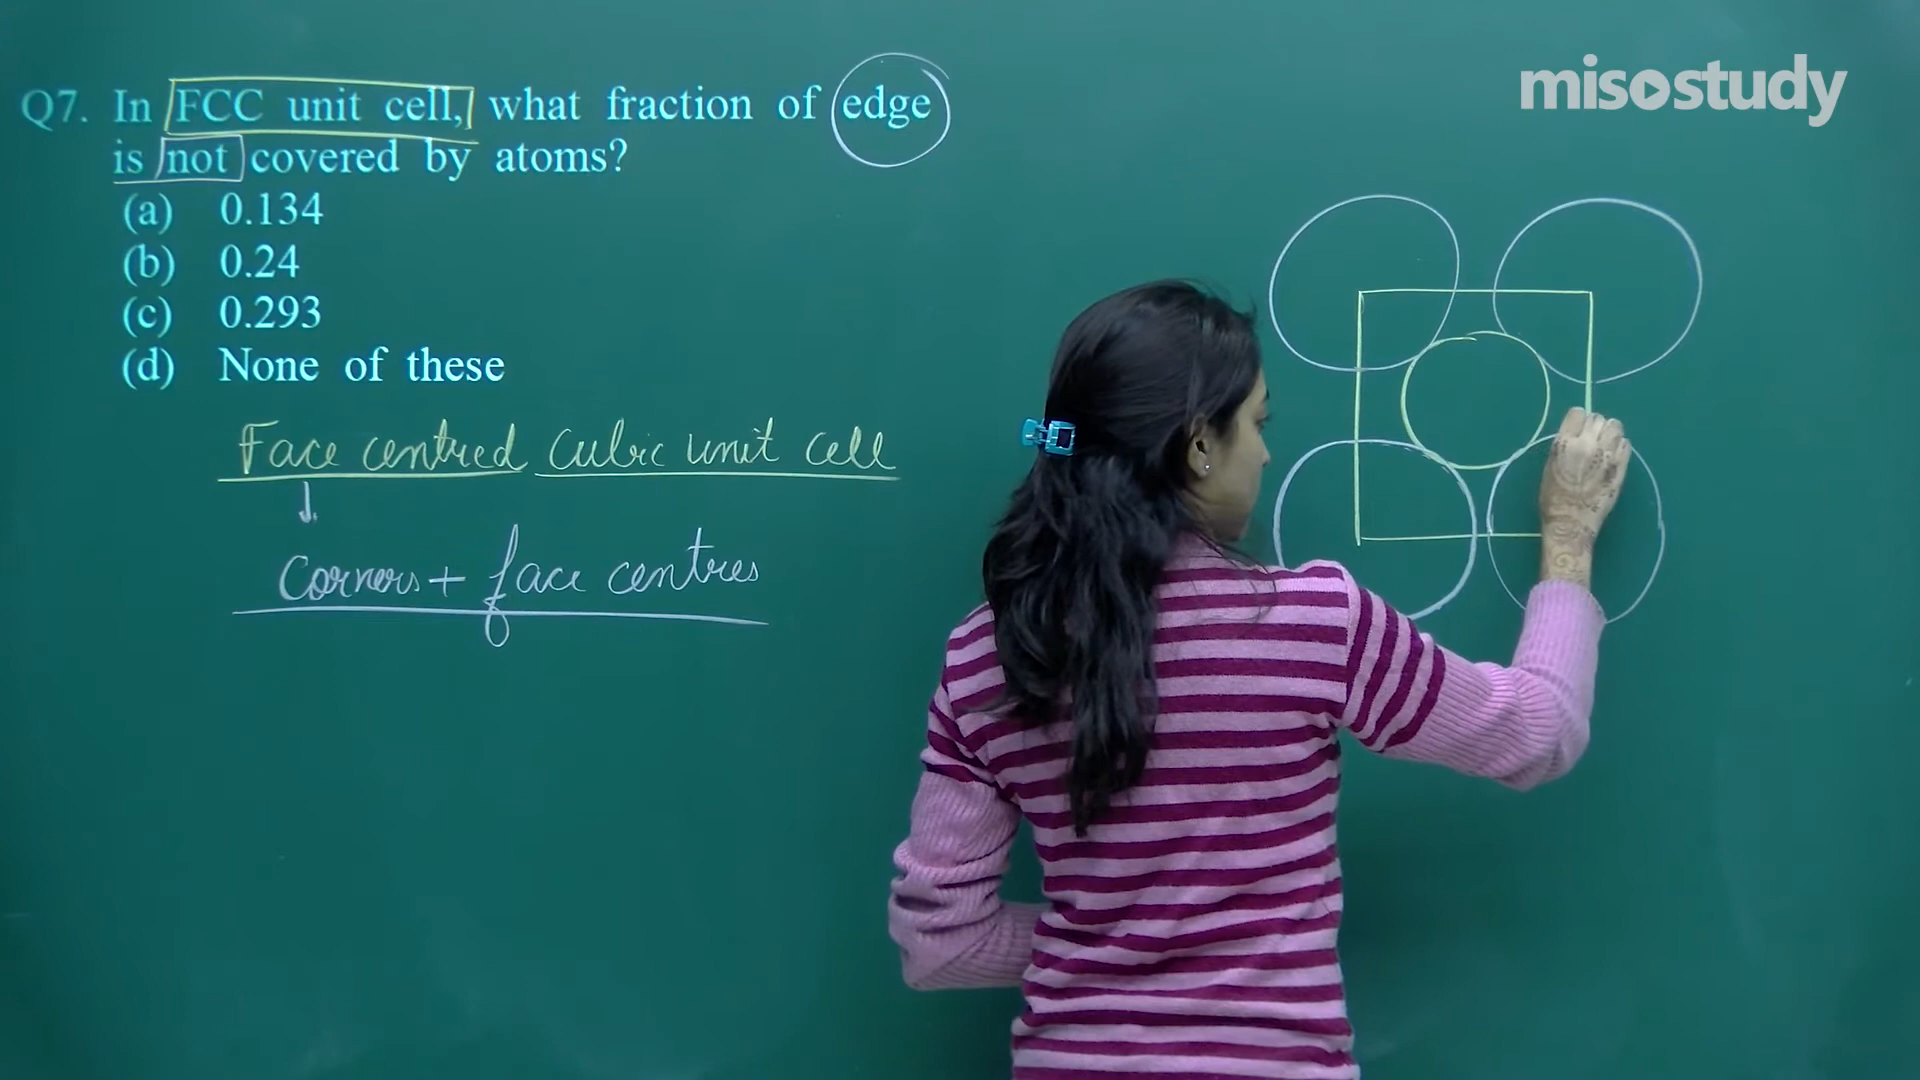 misostudy
Q7. In FCC unit cell, what fraction of edge
is not covered by atoms?
(a) 0.134
(b) 0.24
(c) 0.293
(d) None of these
Face centred cubic unit cell
Corners + face centres